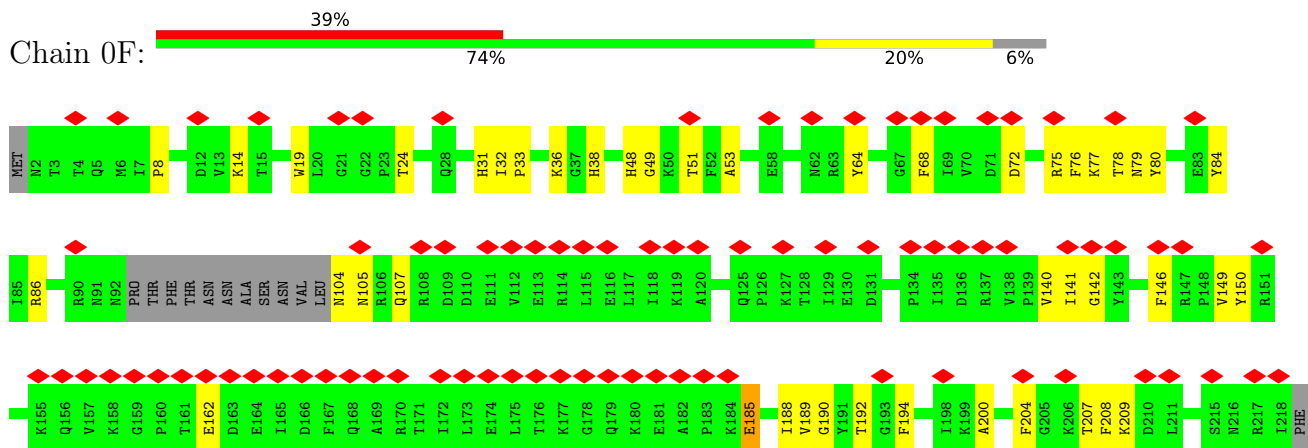 39%
Chain 0F:
74% 20% 6%
MET N2 T3 T4 Q5 M6 I7 P8 D12 V13 K14 T15 W19 L20 G21 G22 P23 T24 Q28 H31 I32 P33 K36 G37 H38 H48 G49 K50 T51 F52 A53 E58 N62 R63 Y64 G67 F68 I69 V70 D71 D72 R75 F76 K77 T78 N79 Y80 E83 Y84
I85 R86 R90 N91 N92 PRO THR PHE THR ASN ASN ALA SER ASN VAL LEU N104 N105 R106 Q107 R108 D109 D110 E111 V112 E113 R114 L115 E116 L117 I118 K119 A120 Q125 P126 K127 T128 I129 E130 D131 P134 I135 D136 R137 V138 P139 V140 I141 G142 Y143 F146 R147 P148 V149 Y150 R151
K155 Q156 V157 K158 G159 P160 T161 E162 D163 E164 I165 D166 F167 Q168 A169 R170 T171 I172 L173 E174 L175 T176 K177 G178 Q179 K180 E181 A182 P183 K184 E185 I188 V189 G190 Y191 T192 G193 F194 I198 K199 A200 F204 G205 K206 T207 F208 K209 D210 L211 S215 N216 R217 I218 PHE